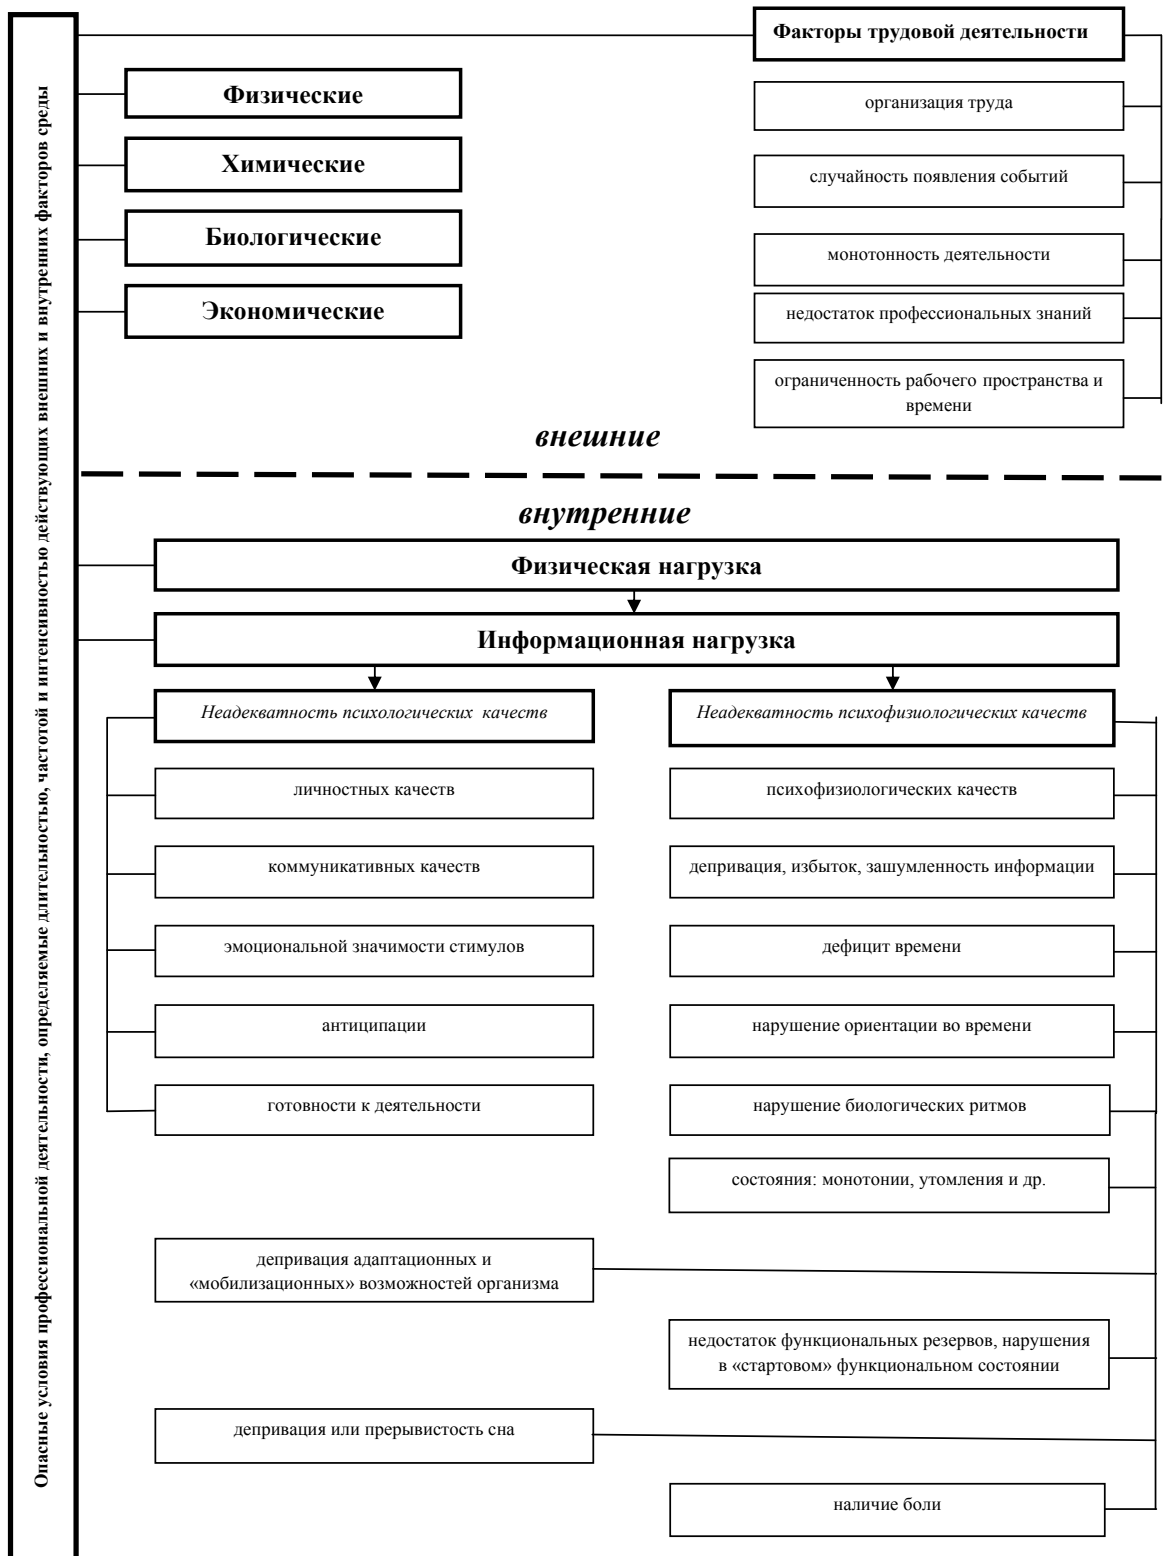 Опасные условия профессиональной деятельности, определяемые длительностью, частотой и интенсивностью действующих внешних и внутренних факторов среды
Факторы трудовой деятельности
Физические
организация труда
Химические
случайность появления событий
Биологические
монотонность деятельности
Экономические
недостаток профессиональных знаний
ограниченность рабочего пространства и
времени
внешние
внутренние
Физическая нагрузка
Информационная нагрузка
Неадекватность психологических качеств
Неадекватность психофизиологических качеств
личностных качеств
психофизиологических качеств
коммуникативных качеств
депривация, избыток, зашумленность информации
эмоциональной значимости стимулов
дефицит времени
антиципации
нарушение ориентации во времени
готовности к деятельности
нарушение биологических ритмов
состояния: монотонии, утомления и др.
депривация адаптационных и
«мобилизационных» возможностей организма
недостаток функциональных резервов, нарушения
в «стартовом» функциональном состоянии
депривация или прерывистость сна
наличие боли